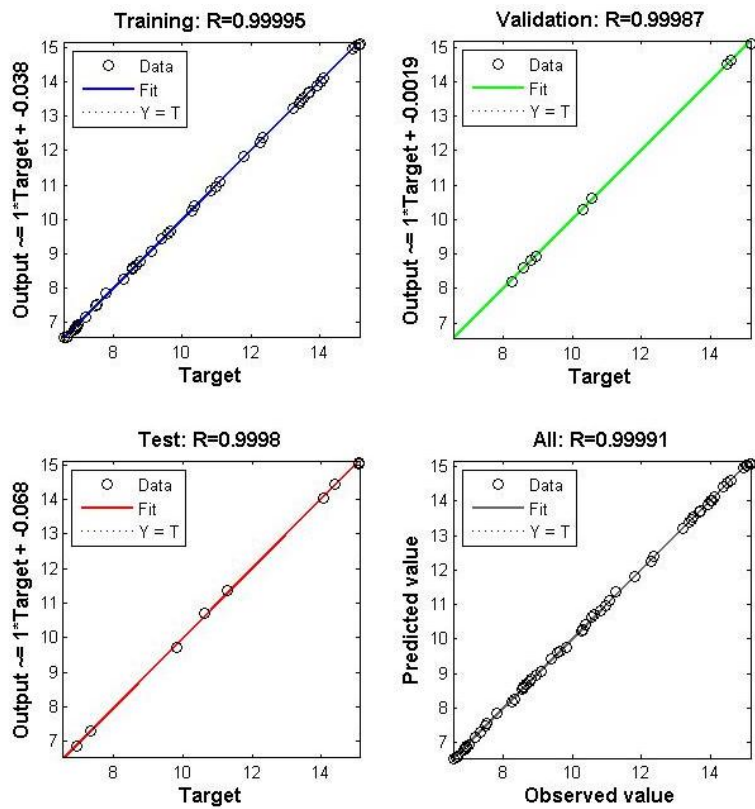 Training: R=0.99995
Output ~= 1*Target + -0.038
15
14
13
12
11
10
9
8
7
Data
Fit
Y = T
8 10 12 14
Target
Validation: R=0.99987
Output ~= 1*Target + -0.0019
15
14
13
12
11
10
9
8
7
Data
Fit
Y = T
8 10 12 14
Target
Test: R=0.9998
Output ~= 1*Target + -0.068
15
14
13
12
11
10
9
8
7
Data
Fit
Y = T
8 10 12 14
Target
All: R=0.99991
Predicted value
15
14
13
12
11
10
9
8
7
Data
Fit
Y = T
8 10 12 14
Observed value